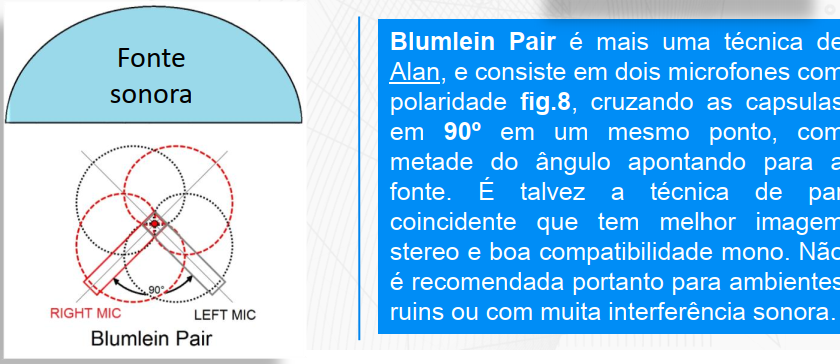 Fonte
sonora
90°
RIGHT MIC
LEFT MIC
Blumlein Pair
Blumlein Pair é mais uma técnica de
Alan, e consiste em dois microfones com
polaridade fig.8, cruzando as capsulas
em 90º em um mesmo ponto, com
metade do ângulo apontando para a
fonte. É talvez a técnica de par
coincidente que tem melhor imagem
stereo e boa compatibilidade mono. Não
é recomendada portanto para ambientes
ruins ou com muita interferência sonora.